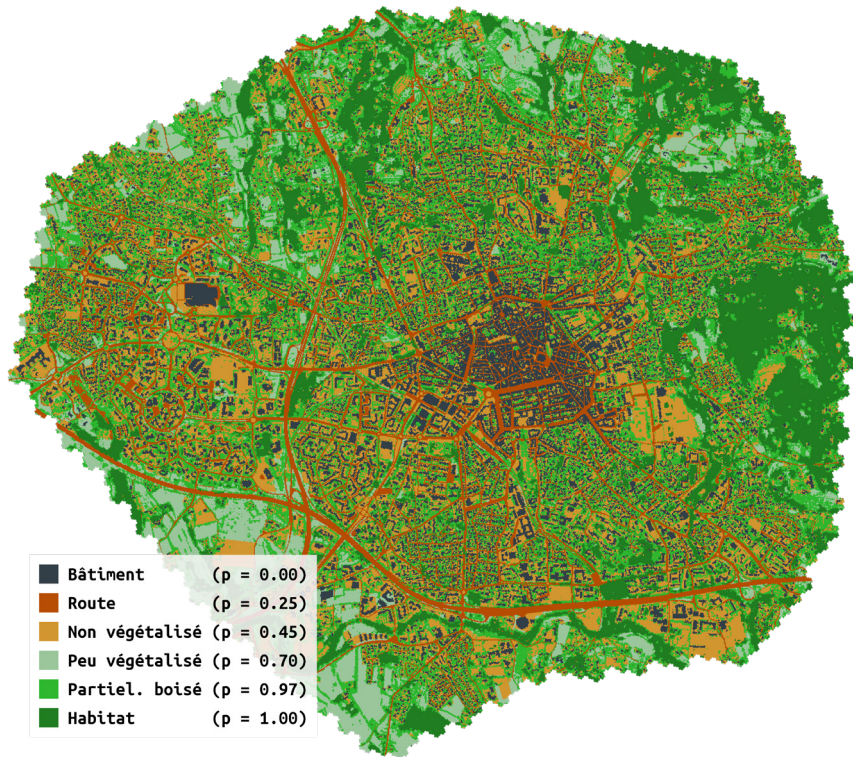 Bâtiment (p = 0.00)
Route (p = 0.25)
Non végétalisé (p = 0.45)
Peu végétalisé (p = 0.70)
Partiel. boisé (p = 0.97)
Habitat (p = 1.00)